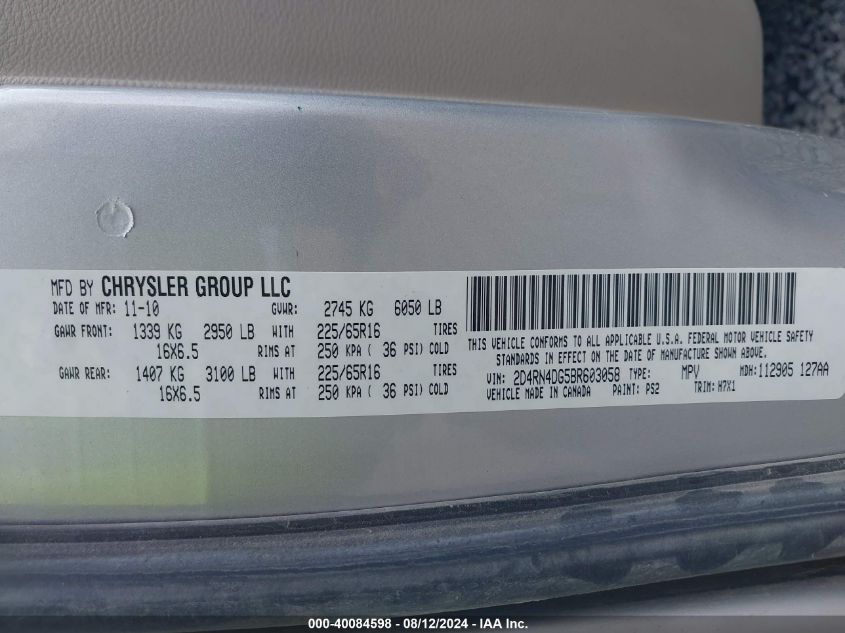 MFD BY CHRYSLER GROUP LLC
DATE OF MFR: 11-10 GVWR: 2745 KG 6050 LB
GAWR FRONT: 1339 KG 2950 LB WITH 225/65R16 TIRES
16X6.5 RIMS AT 250 KPA ( 36 PSI) COLD
GAWR REAR: 1407 KG 3100 LB WITH 225/65R16 TIRES
16X6.5 RIMS AT 250 KPA ( 36 PSI) COLD
THIS VEHICLE CONFORMS TO ALL APPLICABLE U.S.A. FEDERAL MOTOR VEHICLE SAFETY
STANDARDS IN EFFECT ON THE DATE OF MANUFACTURE SHOWN ABOVE.
VIN: 2D4RN4DG5BR603058 TYPE: MPV MDH: 112905 127AA
VEHICLE MADE IN CANADA PAINT: PS2 TRIM: H7X1
000-40084598 - 08/12/2024 - IAA Inc.